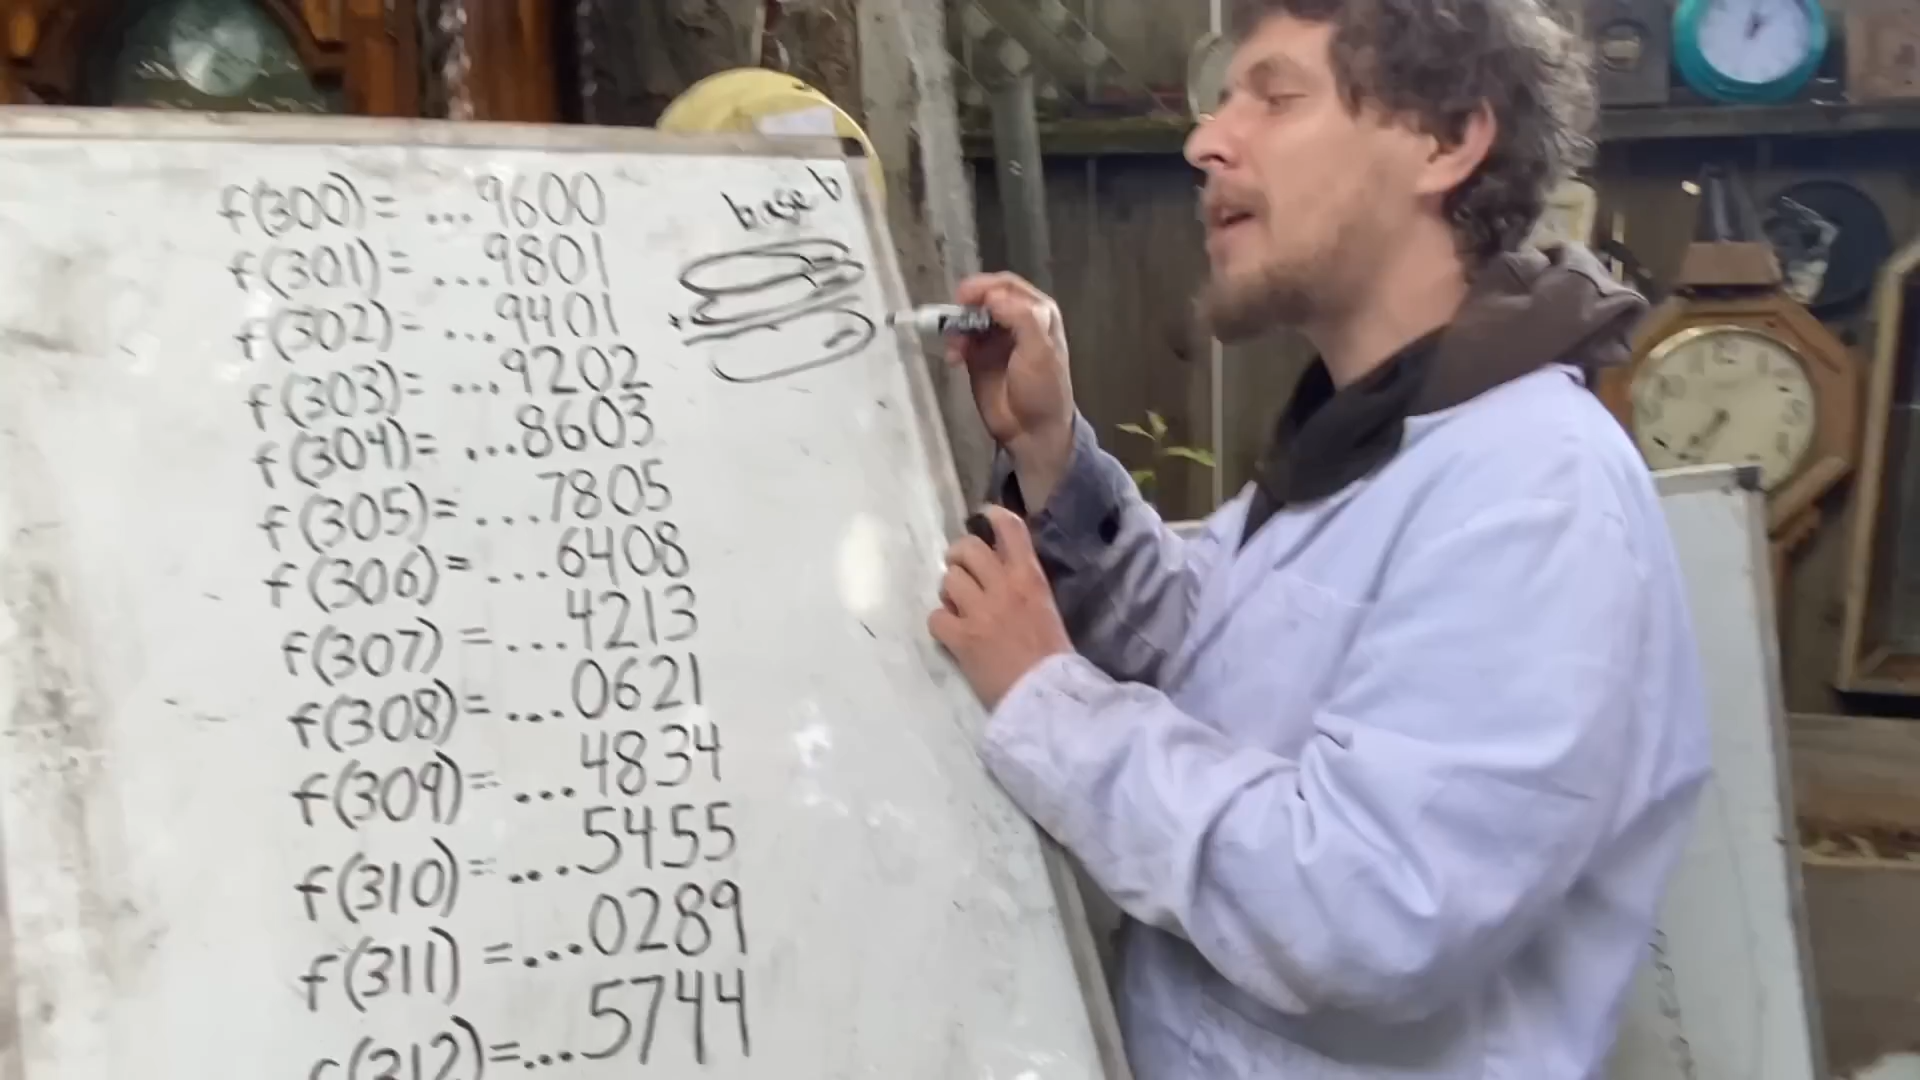 f(300)= ...9600
f(301)= ...9801
f(302)= ...9401
f(303)= ...9202
f(304)= ...8603
f(305)= ...7805
f(306)= ...6408
f(307) = ...4213
f(308)= ...0621
f(309)= ...4834
f(310)= ...5455
f(311) =...0289
f(312)=...5744
base b